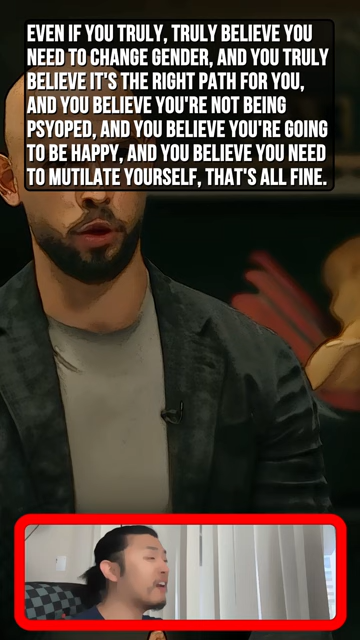 EVEN IF YOU TRULY, TRULY BELIEVE YOU
NEED TO CHANGE GENDER, AND YOU TRULY
BELIEVE IT'S THE RIGHT PATH FOR YOU,
AND YOU BELIEVE YOU'RE NOT BEING
PSYOPED, AND YOU BELIEVE YOU'RE GOING
TO BE HAPPY, AND YOU BELIEVE YOU NEED
TO MUTILATE YOURSELF, THAT'S ALL FINE.